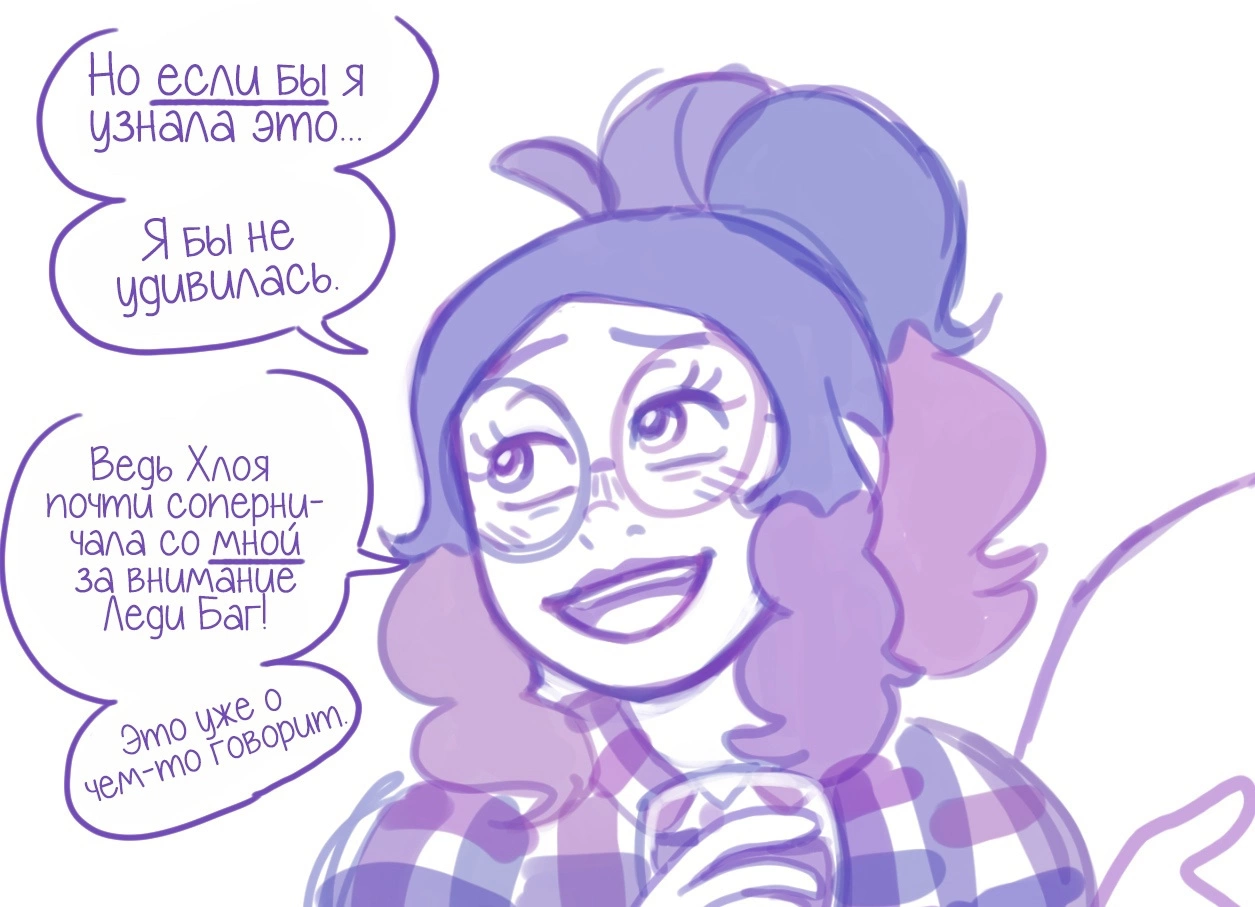 Но если бы я
узнала это...
Я бы не
удивилась.
Ведь Хлоя
почти соперни-
чала со мной
за внимание
Леди Баг!
Это уже о
чем-то говорит.